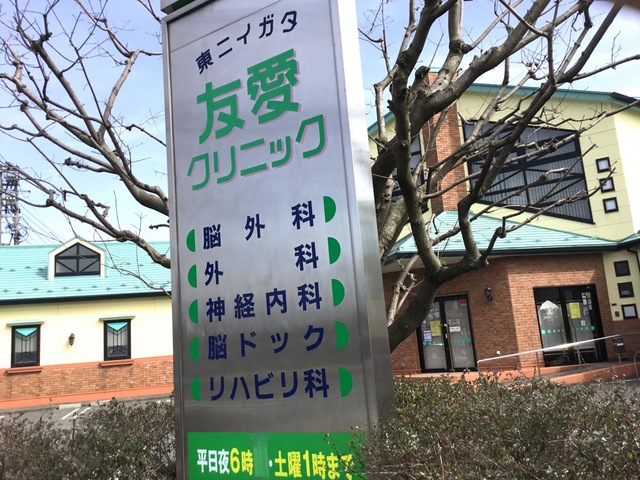 東ニイガタ
友愛
クリニック
脳外科
外科
神経内科
脳ドック
リハビリ科
平日夜6時・土曜1時まで